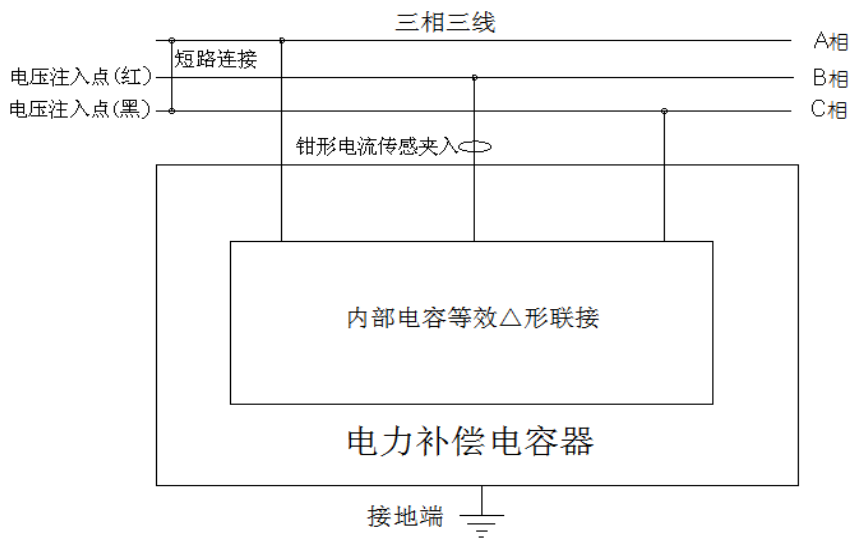 三相三线
A相
短路连接
电压注入点(红)
B相
电压注入点(黑)
C相
钳形电流传感夹入
内部电容等效△形联接
电力补偿电容器
接地端